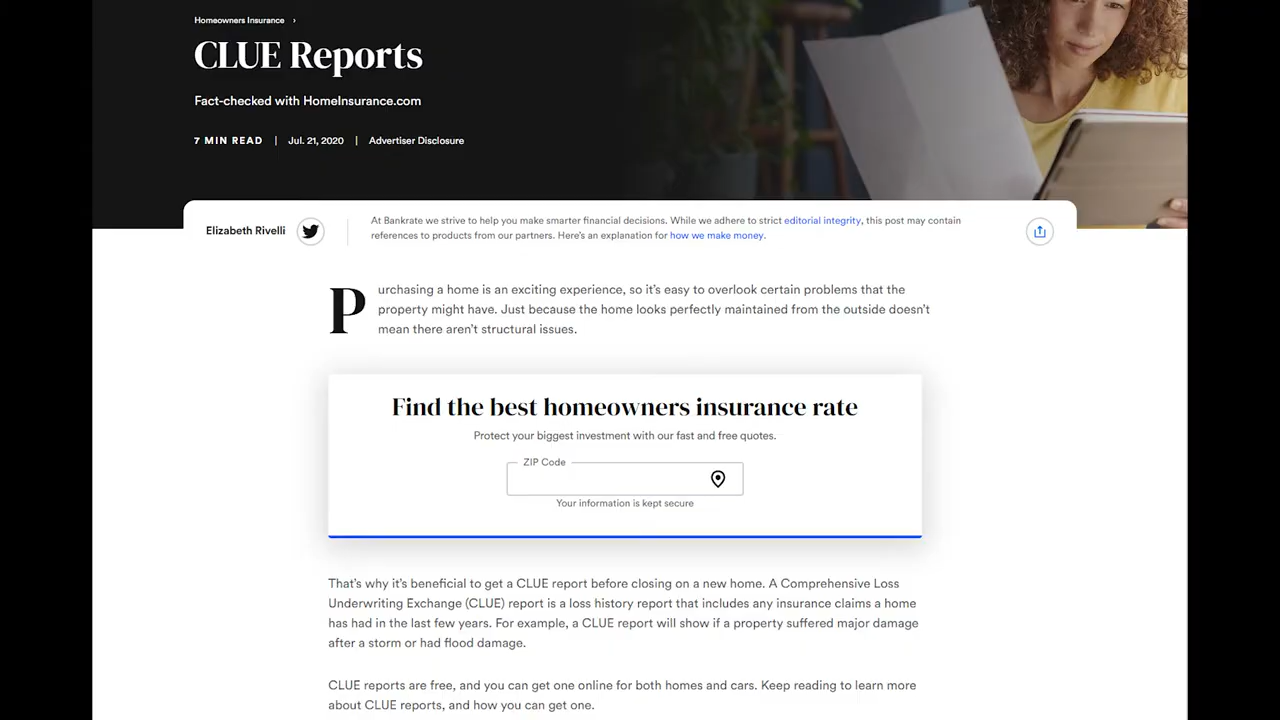 Homeowners Insurance ›
CLUE Reports
Fact-checked with HomeInsurance.com
7 MIN READ | Jul. 21, 2020 | Advertiser Disclosure
Elizabeth Rivelli
At Bankrate we strive to help you make smarter financial decisions. While we adhere to strict editorial integrity, this post may contain
references to products from our partners. Here's an explanation for how we make money.
Purchasing a home is an exciting experience, so it's easy to overlook certain problems that the
property might have. Just because the home looks perfectly maintained from the outside doesn't
mean there aren't structural issues.
Find the best homeowners insurance rate
Protect your biggest investment with our fast and free quotes.
ZIP Code
Your information is kept secure
That's why it's beneficial to get a CLUE report before closing on a new home. A Comprehensive Loss
Underwriting Exchange (CLUE) report is a loss history report that includes any insurance claims a home
has had in the last few years. For example, a CLUE report will show if a property suffered major damage
after a storm or had flood damage.
CLUE reports are free, and you can get one online for both homes and cars. Keep reading to learn more
about CLUE reports, and how you can get one.